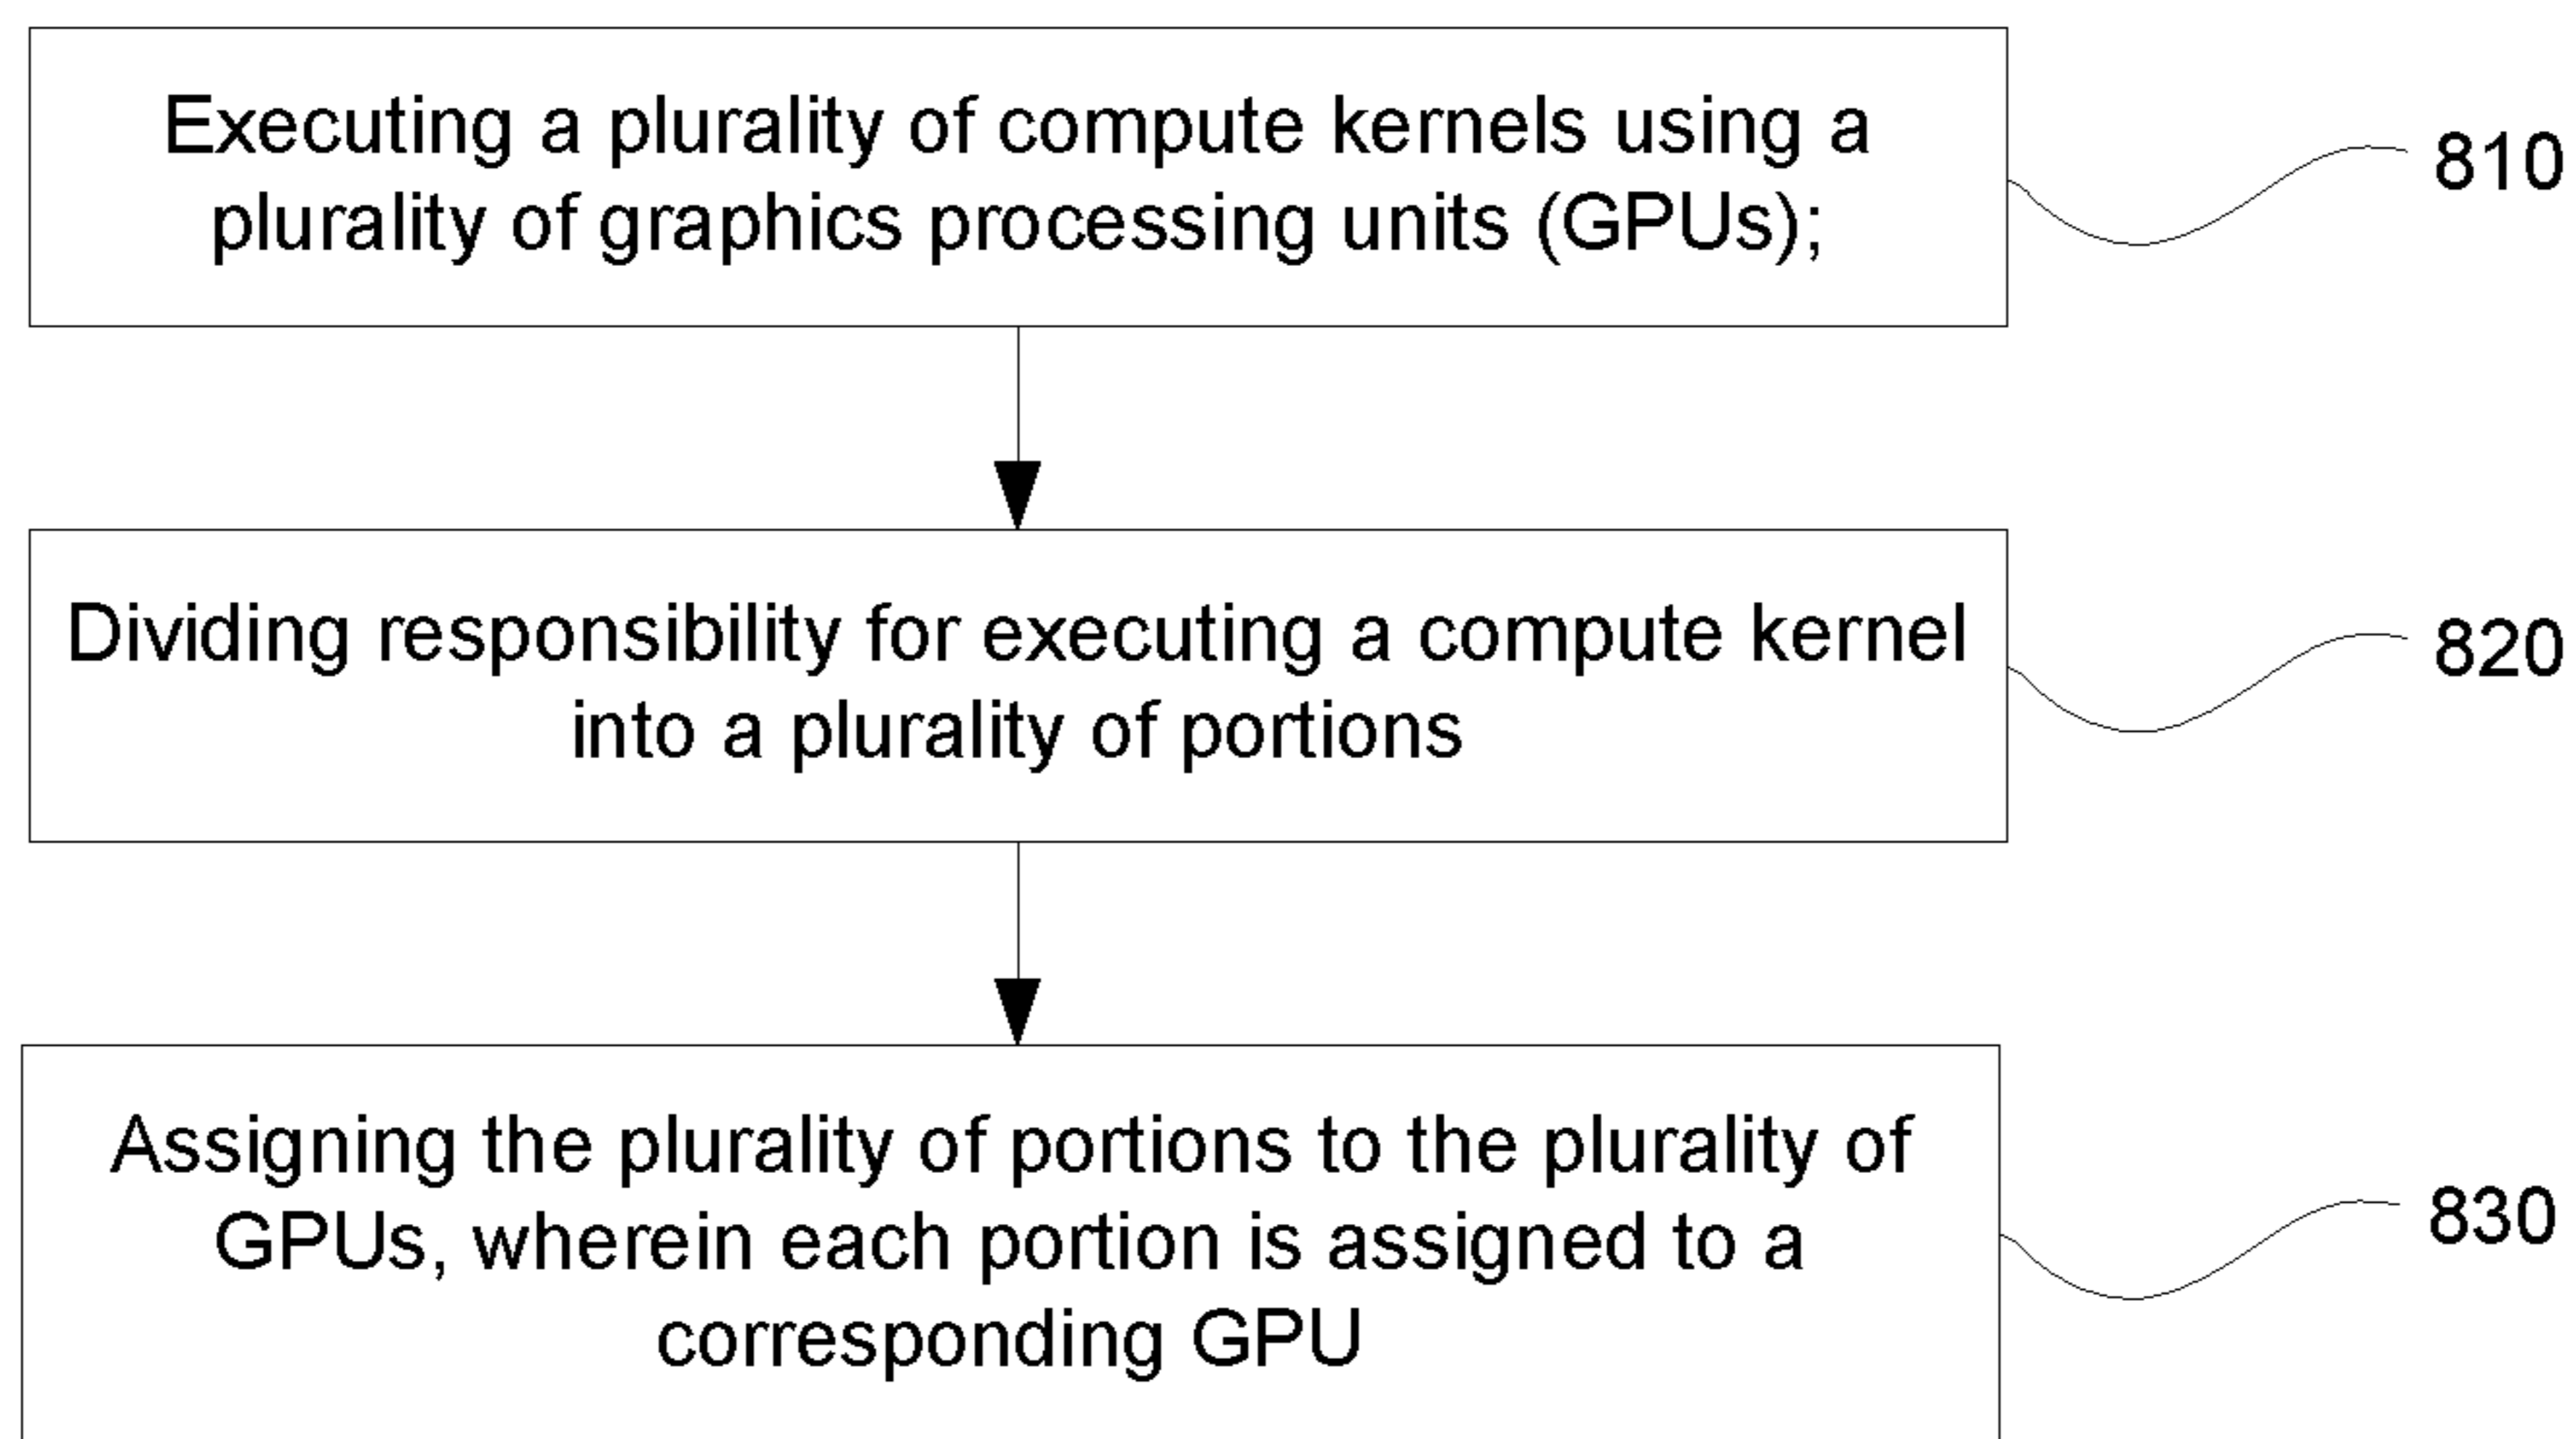 Executing a plurality of compute kernels using a
plurality of graphics processing units (GPUs);
810
Dividing responsibility for executing a compute kernel
into a plurality of portions
820
Assigning the plurality of portions to the plurality of
GPUs, wherein each portion is assigned to a
corresponding GPU
830